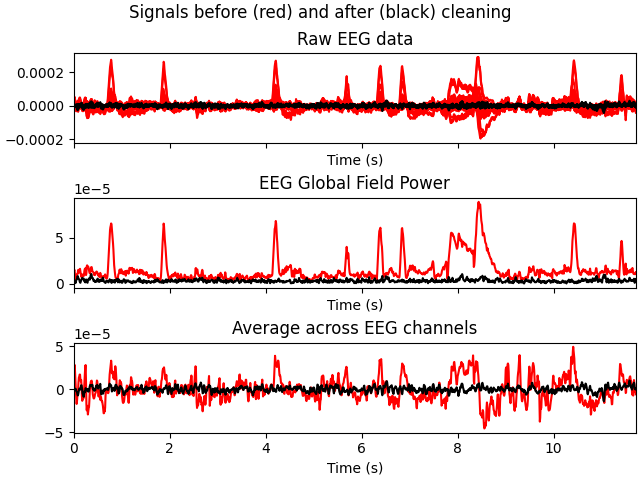 Signals before (red) and after (black) cleaning
Raw EEG data
0.0002
0.0000
−0.0002
Time (s)
EEG Global Field Power
1e−5
5
0
Time (s)
Average across EEG channels
1e−5
5
0
−5
0 2 4 6 8 10
Time (s)